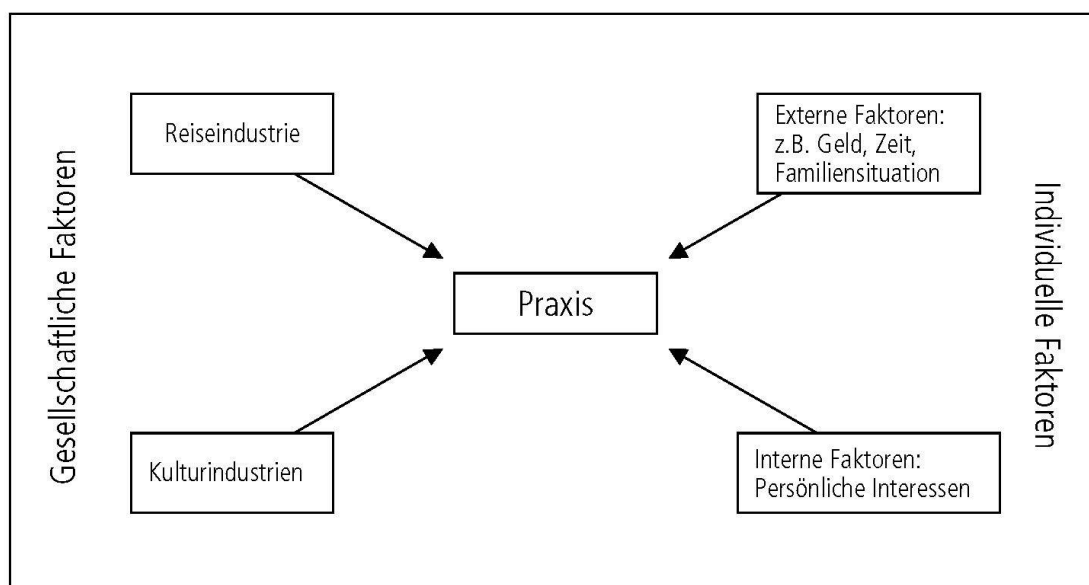 Gesellschaftliche Faktoren
Reiseindustrie
Kulturindustrien
Praxis
Externe Faktoren:
z.B. Geld, Zeit,
Familiensituation
Interne Faktoren:
Persönliche Interessen
Individuelle Faktoren